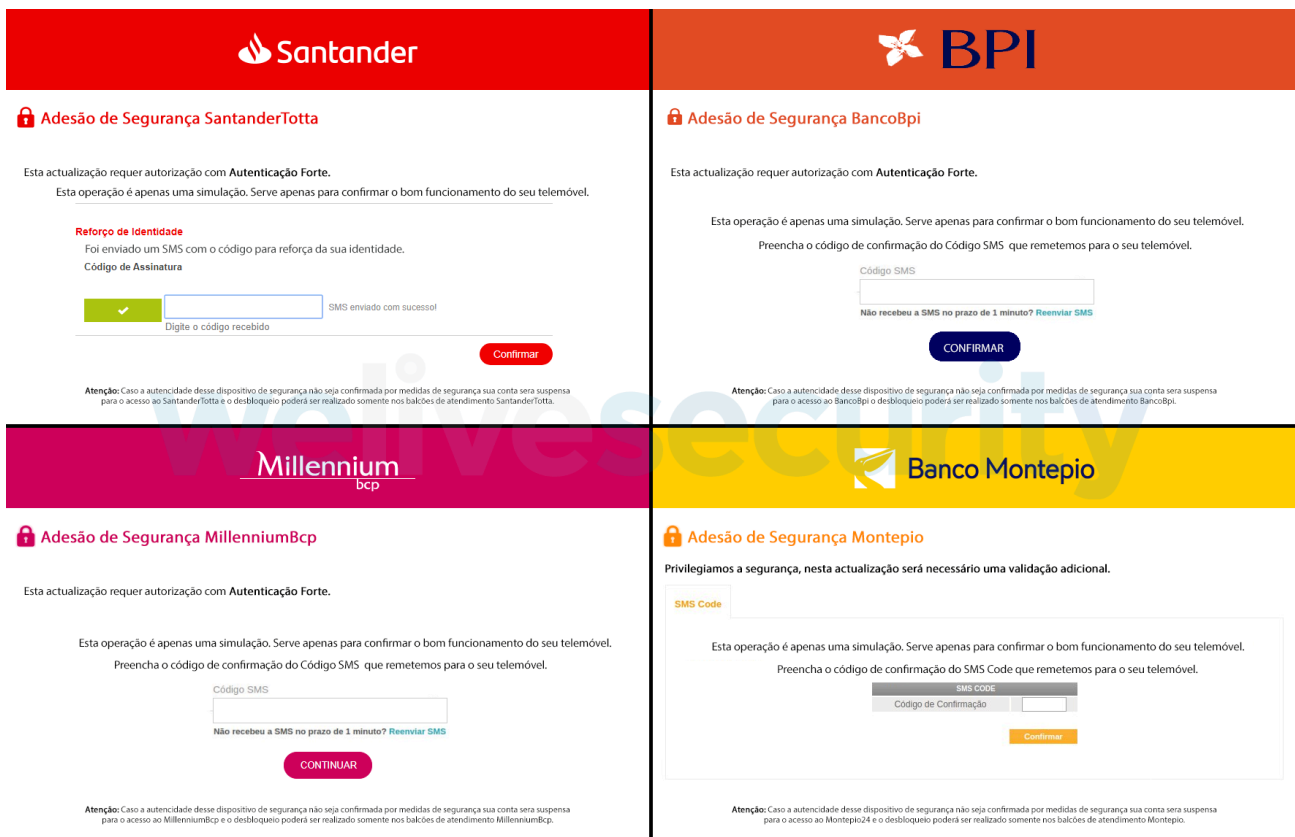 Santander
Adesão de Segurança SantanderTotta
Esta actualização requer autorização com Autenticação Forte.
Esta operação é apenas uma simulação. Serve apenas para confirmar o bom funcionamento do seu telemóvel.
Reforço de Identidade
Foi enviado um SMS com o código para reforça da sua identidade.
Código de Assinatura
SMS enviado com sucesso!
Digite o código recebido
Confirmar
Atenção: Caso a autencidade desse dispositivo de segurança não seja confirmada por medidas de segurança sua conta sera suspensa
para o acesso ao SantanderTotta e o desbloqueio poderá ser realizado somente nos balcões de atendimento SantanderTotta.
BPI
Adesão de Segurança BancoBpi
Esta actualização requer autorização com Autenticação Forte.
Esta operação é apenas uma simulação. Serve apenas para confirmar o bom funcionamento do seu telemóvel.
Preencha o código de confirmação do Código SMS que remetemos para o seu telemóvel.
Código SMS
Não recebeu a SMS no prazo de 1 minuto? Reenviar SMS
CONFIRMAR
Atenção: Caso a autencidade desse dispositivo de segurança não seja confirmada por medidas de segurança sua conta sera suspensa
para o acesso ao BancoBpi o desbloqueio poderá ser realizado somente nos balcões de atendimento BancoBpi.
welivesecurity
Millennium
bcp
Adesão de Segurança MillenniumBcp
Esta actualização requer autorização com Autenticação Forte.
Esta operação é apenas uma simulação. Serve apenas para confirmar o bom funcionamento do seu telemóvel.
Preencha o código de confirmação do Código SMS que remetemos para o seu telemóvel.
Código SMS
Não recebeu a SMS no prazo de 1 minuto? Reenviar SMS
CONTINUAR
Atenção: Caso a autencidade desse dispositivo de segurança não seja confirmada por medidas de segurança sua conta sera suspensa
para o acesso ao MillenniumBcp e o desbloqueio poderá ser realizado somente nos balcões de atendimento MillenniumBcp.
Banco Montepio
Adesão de Segurança Montepio
Privilegiamos a segurança, nesta actualização será necessário uma validação adicional.
SMS Code
Esta operação é apenas uma simulação. Serve apenas para confirmar o bom funcionamento do seu telemóvel.
Preencha o código de confirmação do SMS Code que remetemos para o seu telemóvel.
SMS CODE
Código de Confirmação
Confirmar
Atenção: Caso a autencidade desse dispositivo de segurança não seja confirmada por medidas de segurança sua conta sera suspensa
para o acesso ao Montepio24 e o desbloqueio poderá ser realizado somente nos balcões de atendimento Montepio.